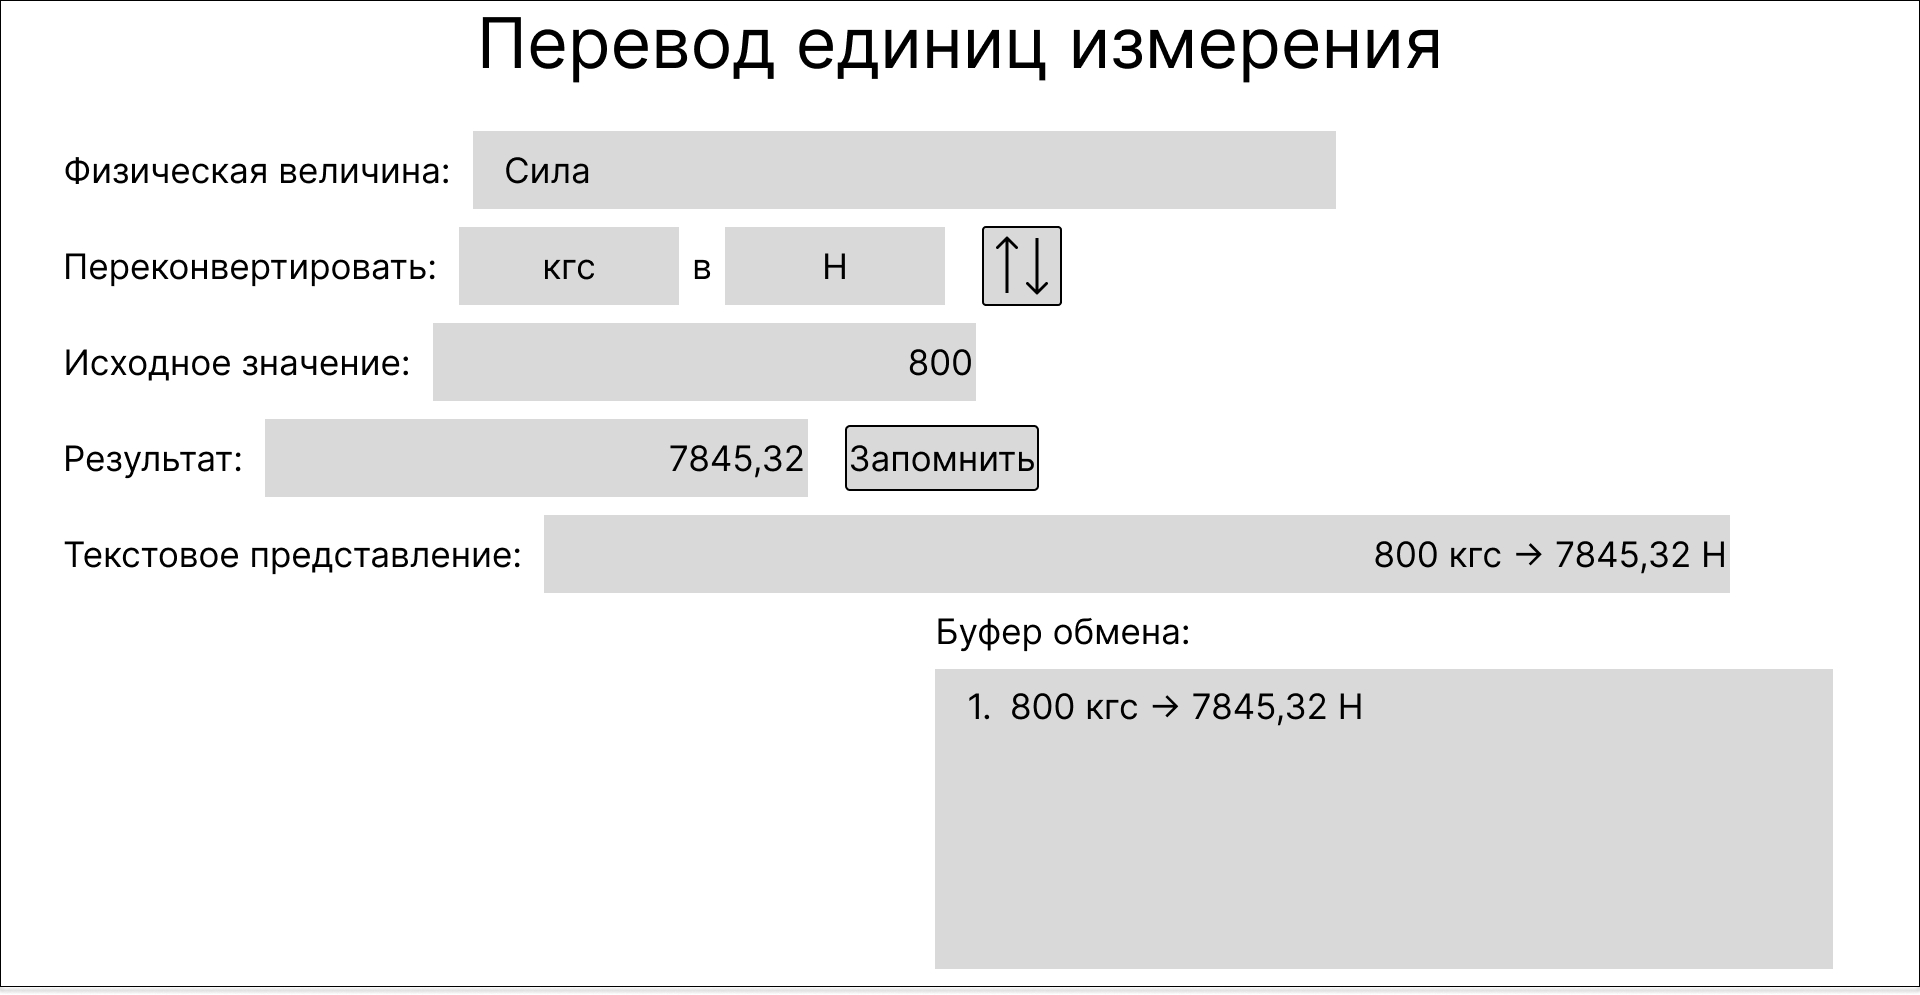 Перевод единиц измерения
Физическая величина: Сила
Переконвертировать: кгс в Н ↑↓
Исходное значение: 800
Результат: 7845,32 Запомнить
Текстовое представление: 800 кгс → 7845,32 Н
Буфер обмена:
1. 800 кгс → 7845,32 Н